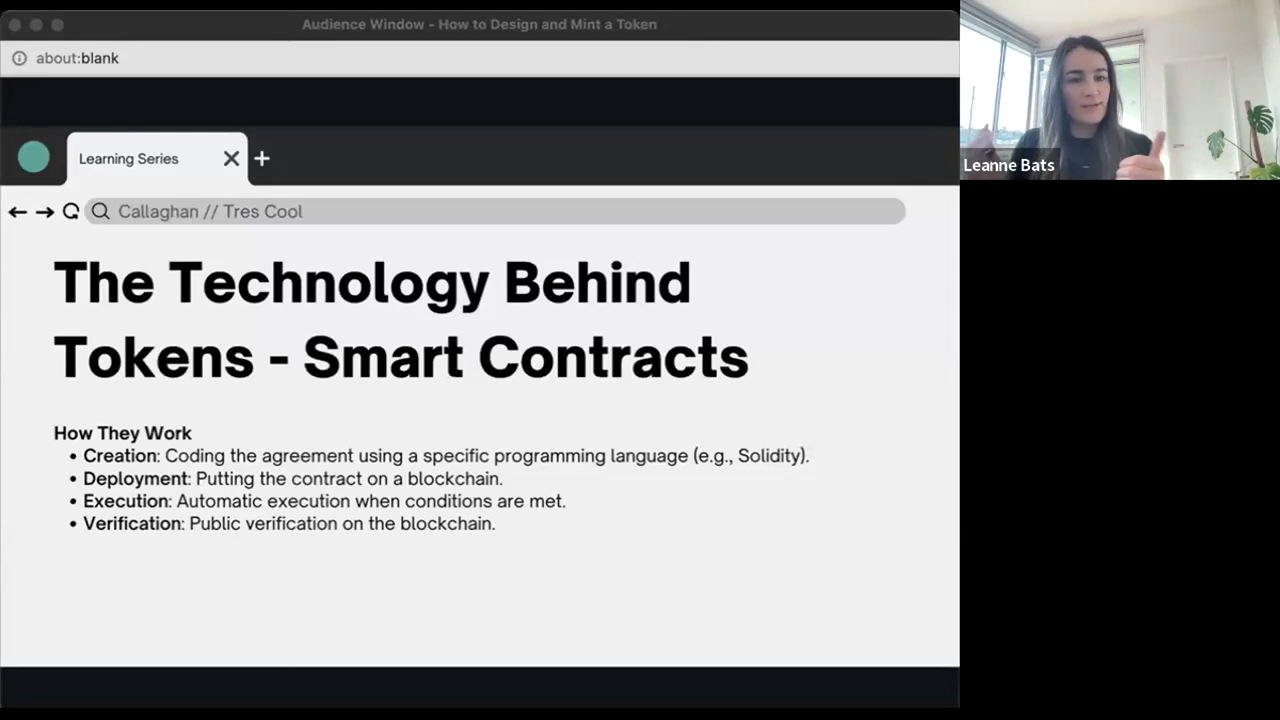 Audience Window - How to Design and Mint a Token
about:blank
Learning Series
Callaghan // Tres Cool
The Technology Behind
Tokens - Smart Contracts
How They Work
• Creation: Coding the agreement using a specific programming language (e.g., Solidity).
• Deployment: Putting the contract on a blockchain.
• Execution: Automatic execution when conditions are met.
• Verification: Public verification on the blockchain.
Leanne Bats